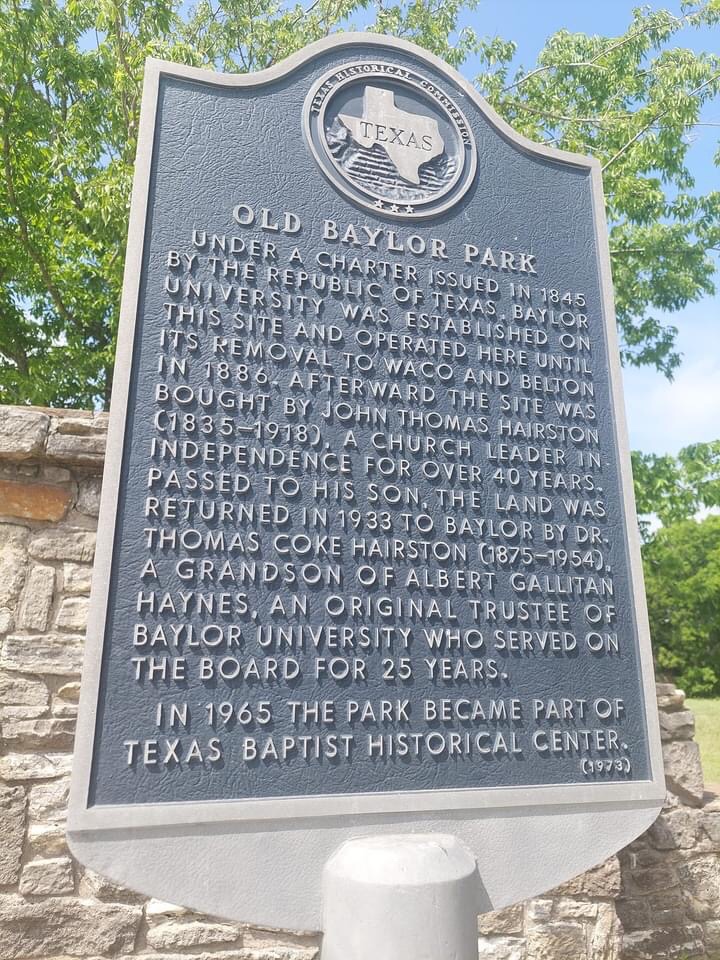 TEXAS HISTORICAL COMMISSION
TEXAS
OLD BAYLOR PARK
UNDER A CHARTER ISSUED IN 1845
BY THE REPUBLIC OF TEXAS, BAYLOR
UNIVERSITY WAS ESTABLISHED ON
THIS SITE AND OPERATED HERE UNTIL
ITS REMOVAL TO WACO AND BELTON
IN 1886. AFTERWARD THE SITE WAS
BOUGHT BY JOHN THOMAS HAIRSTON
(1835–1918), A CHURCH LEADER IN
INDEPENDENCE FOR OVER 40 YEARS.
PASSED TO HIS SON, THE LAND WAS
RETURNED IN 1933 TO BAYLOR BY DR.
THOMAS COKE HAIRSTON (1875–1954),
A GRANDSON OF ALBERT GALLITAN
HAYNES, AN ORIGINAL TRUSTEE OF
BAYLOR UNIVERSITY WHO SERVED ON
THE BOARD FOR 25 YEARS.
IN 1965 THE PARK BECAME PART OF
TEXAS BAPTIST HISTORICAL CENTER.
(1973)